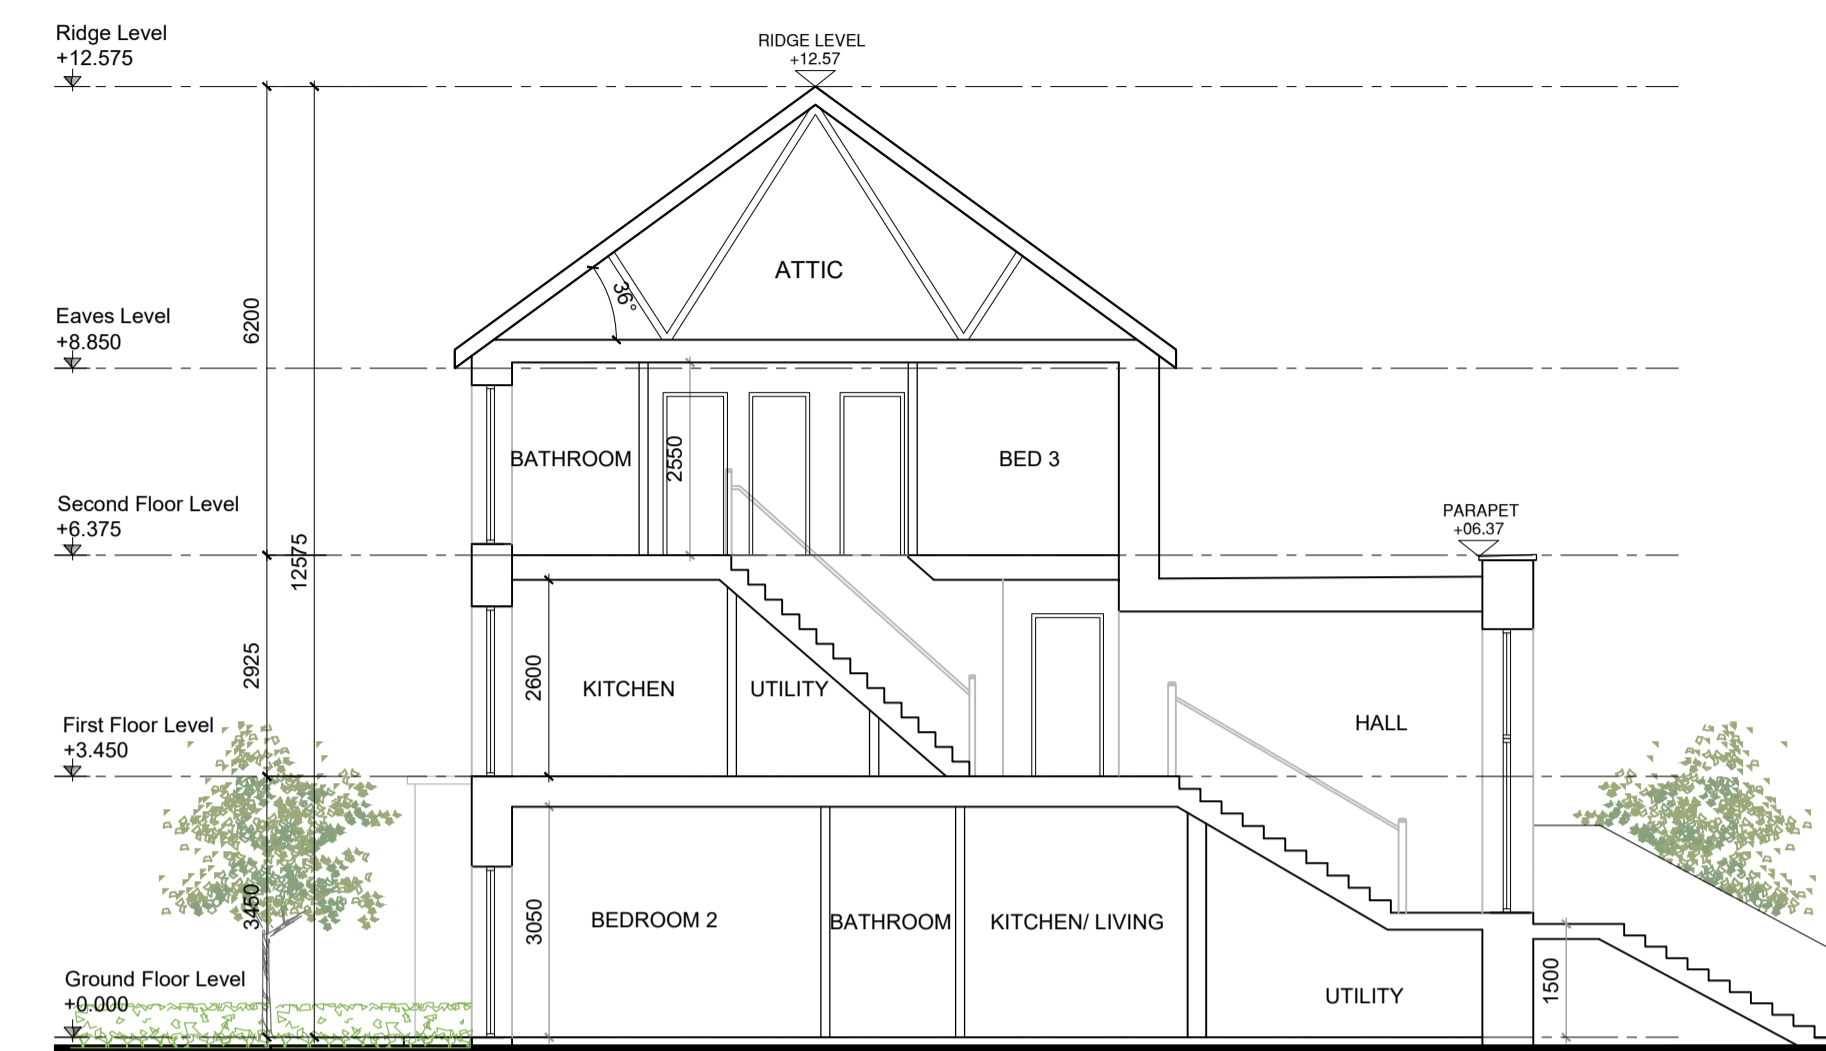 Ridge Level
+12.575
RIDGE LEVEL
+12.57
ATTIC
36°
6200
Eaves Level
+8.850
BATHROOM
2550
BED 3
Second Floor Level
+6.375
PARAPET
+06.37
12575
2925
2600
KITCHEN
UTILITY
HALL
First Floor Level
+3.450
3450
3050
BEDROOM 2
BATHROOM
KITCHEN/ LIVING
Ground Floor Level
+0.000
UTILITY
1500